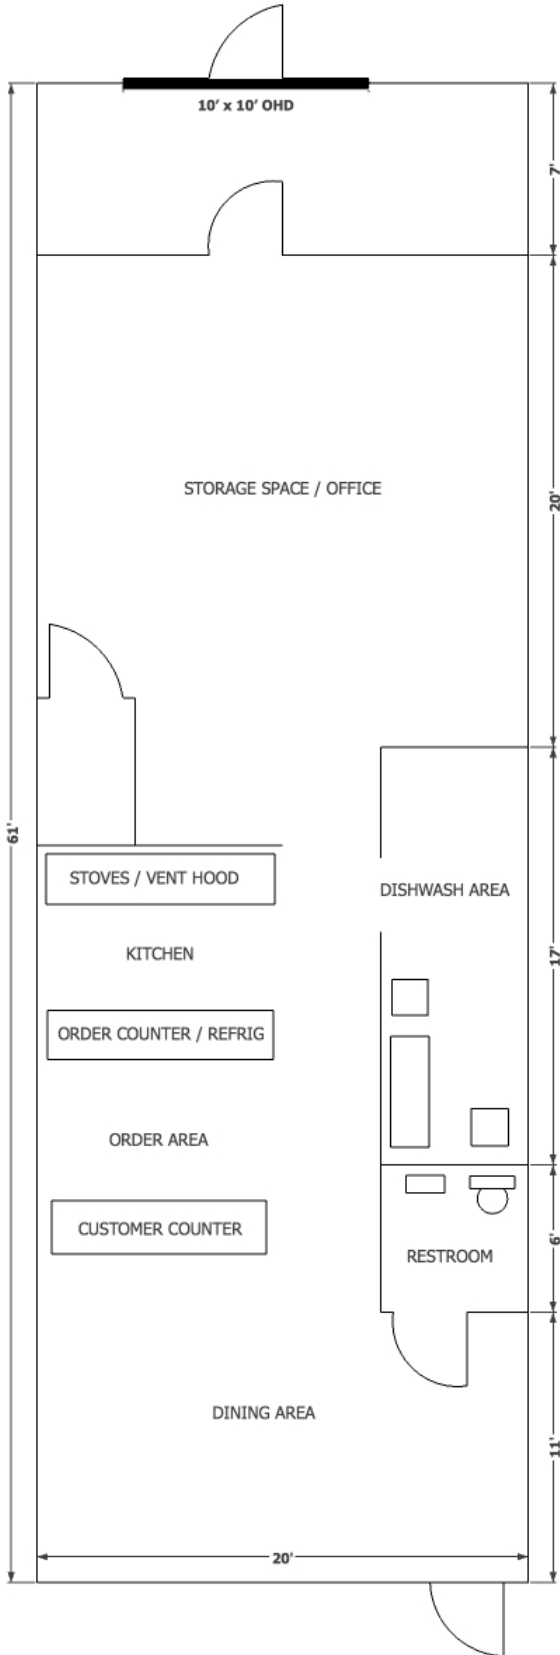 10' x 10' OHD
7'
STORAGE SPACE / OFFICE
20'
61'
STOVES / VENT HOOD
DISHWASH AREA
KITCHEN
17'
ORDER COUNTER / REFRIG
ORDER AREA
CUSTOMER COUNTER
6'
RESTROOM
DINING AREA
11'
20'